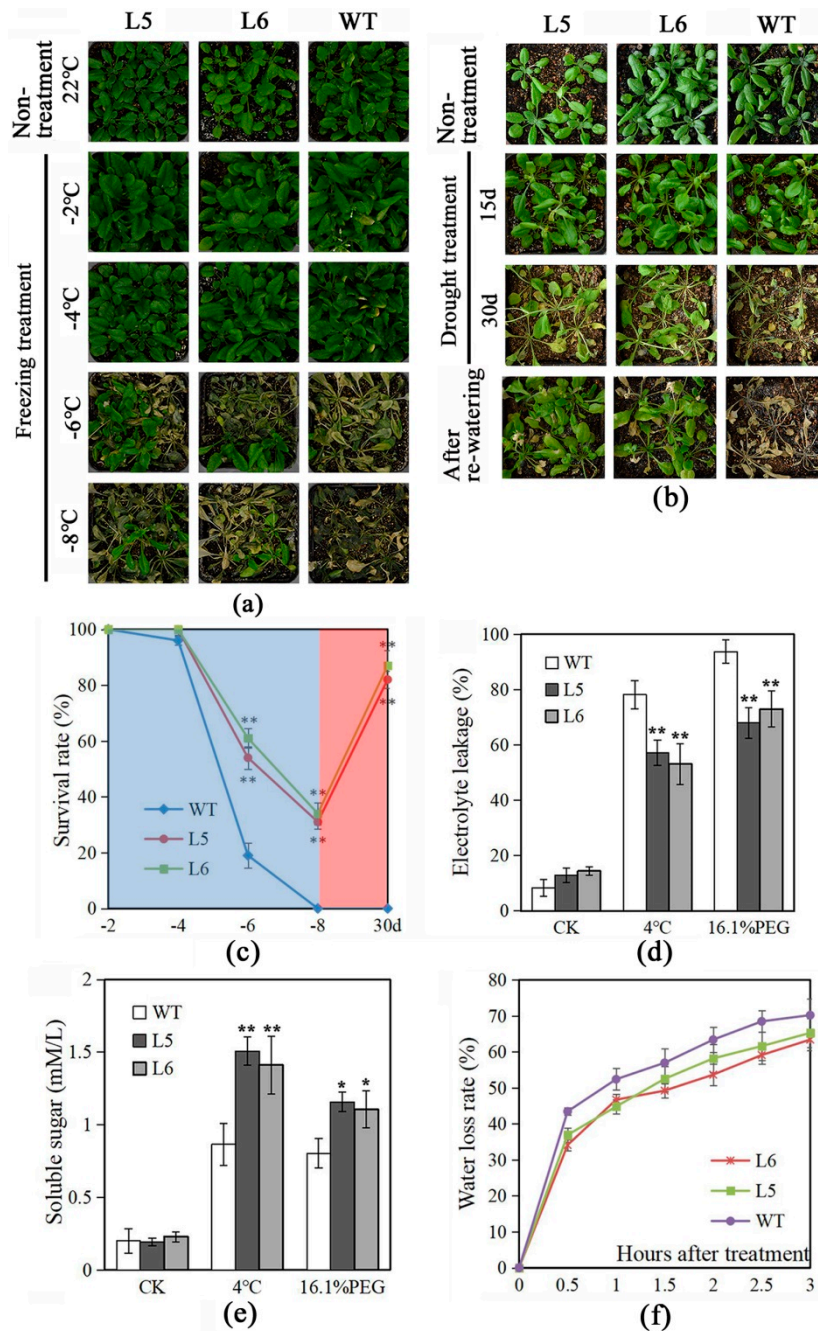 L5 L6 WT
Non-
treatment
22°C
Freezing treatment
-2°C
-4°C
-6°C
-8°C
(a)
L5 L6 WT
Non-
treatment
Drought treatment
15d
30d
After
re-watering
(b)
Survival rate (%)
100
80
60
40
20
0
**
**
**
**
**
**
WT
L5
L6
-2 -4 -6 -8 30d
(c)
Electrolyte leakage (%)
100
80
60
40
20
0
WT
L5
L6
** **
** **
CK 4°C 16.1%PEG
(d)
Soluble sugar (mM/L)
2
1.5
1
0.5
0
WT
L5
L6
** **
* *
CK 4°C 16.1%PEG
(e)
Water loss rate (%)
80
70
60
50
40
30
20
10
0
L6
L5
WT
Hours after treatment
0 0.5 1 1.5 2 2.5 3
(f)